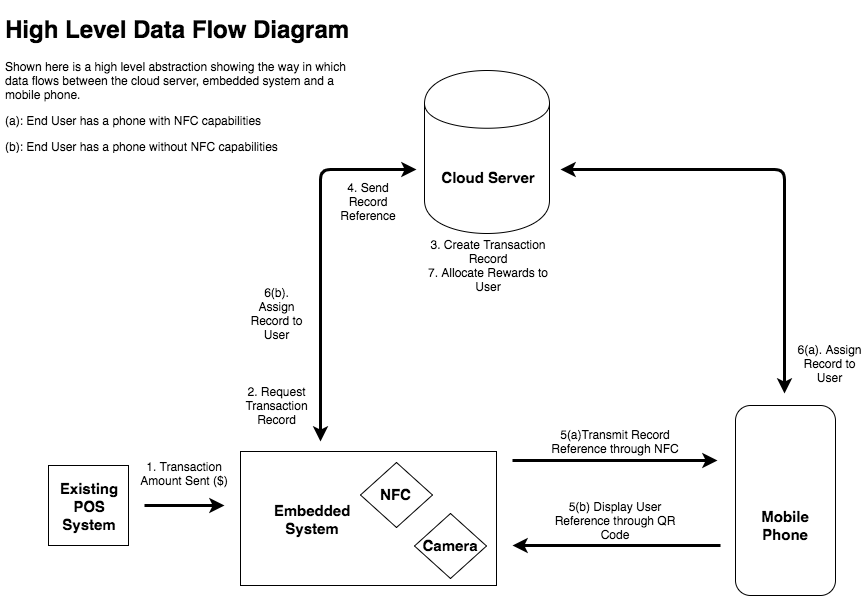 High Level Data Flow Diagram
Shown here is a high level abstraction showing the way in which
data flows between the cloud server, embedded system and a
mobile phone.
(a): End User has a phone with NFC capabilities
(b): End User has a phone without NFC capabilities
Cloud Server
4. Send
Record
Reference
3. Create Transaction
Record
7. Allocate Rewards to
User
6(b).
Assign
Record to
User
6(a). Assign
Record to
User
2. Request
Transaction
Record
5(a)Transmit Record
Reference through NFC
1. Transaction
Amount Sent ($)
Existing
POS
System
Embedded
System
NFC
Camera
5(b) Display User
Reference through QR
Code
Mobile
Phone